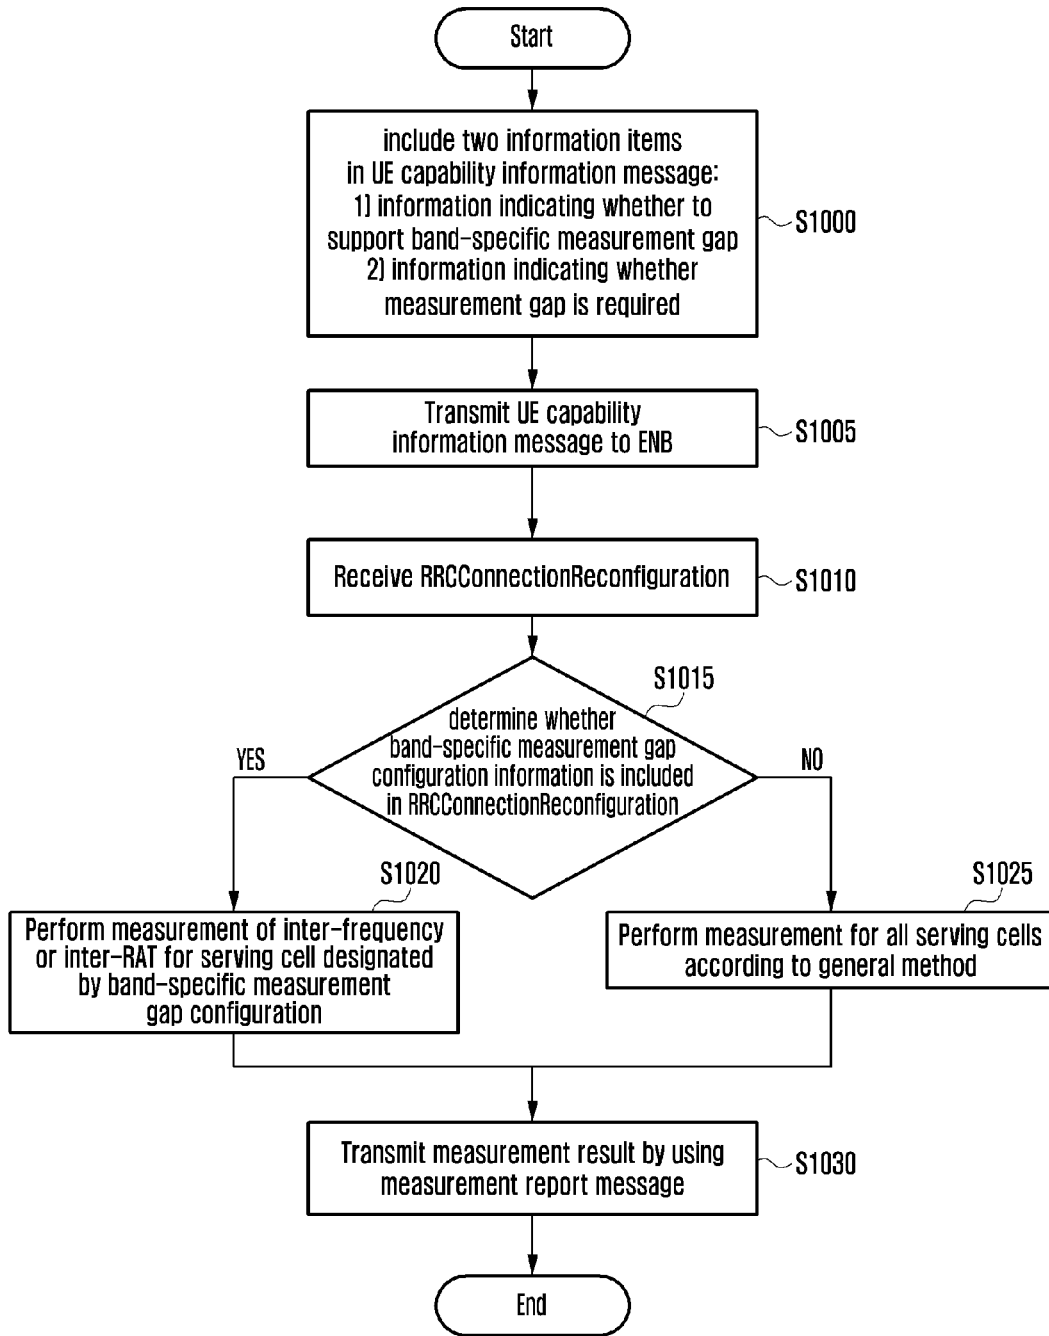 Start
include two information items
in UE capability information message:
1) information indicating whether to
support band-specific measurement gap
2) information indicating whether
measurement gap is required
S1000
Transmit UE capability
information message to ENB
S1005
Receive RRCConnectionReconfiguration
S1010
S1015
determine whether
band-specific measurement gap
configuration information is included
in RRCConnectionReconfiguration
YES
NO
S1020
Perform measurement of inter-frequency
or inter-RAT for serving cell designated
by band-specific measurement
gap configuration
S1025
Perform measurement for all serving cells
according to general method
Transmit measurement result by using
measurement report message
S1030
End